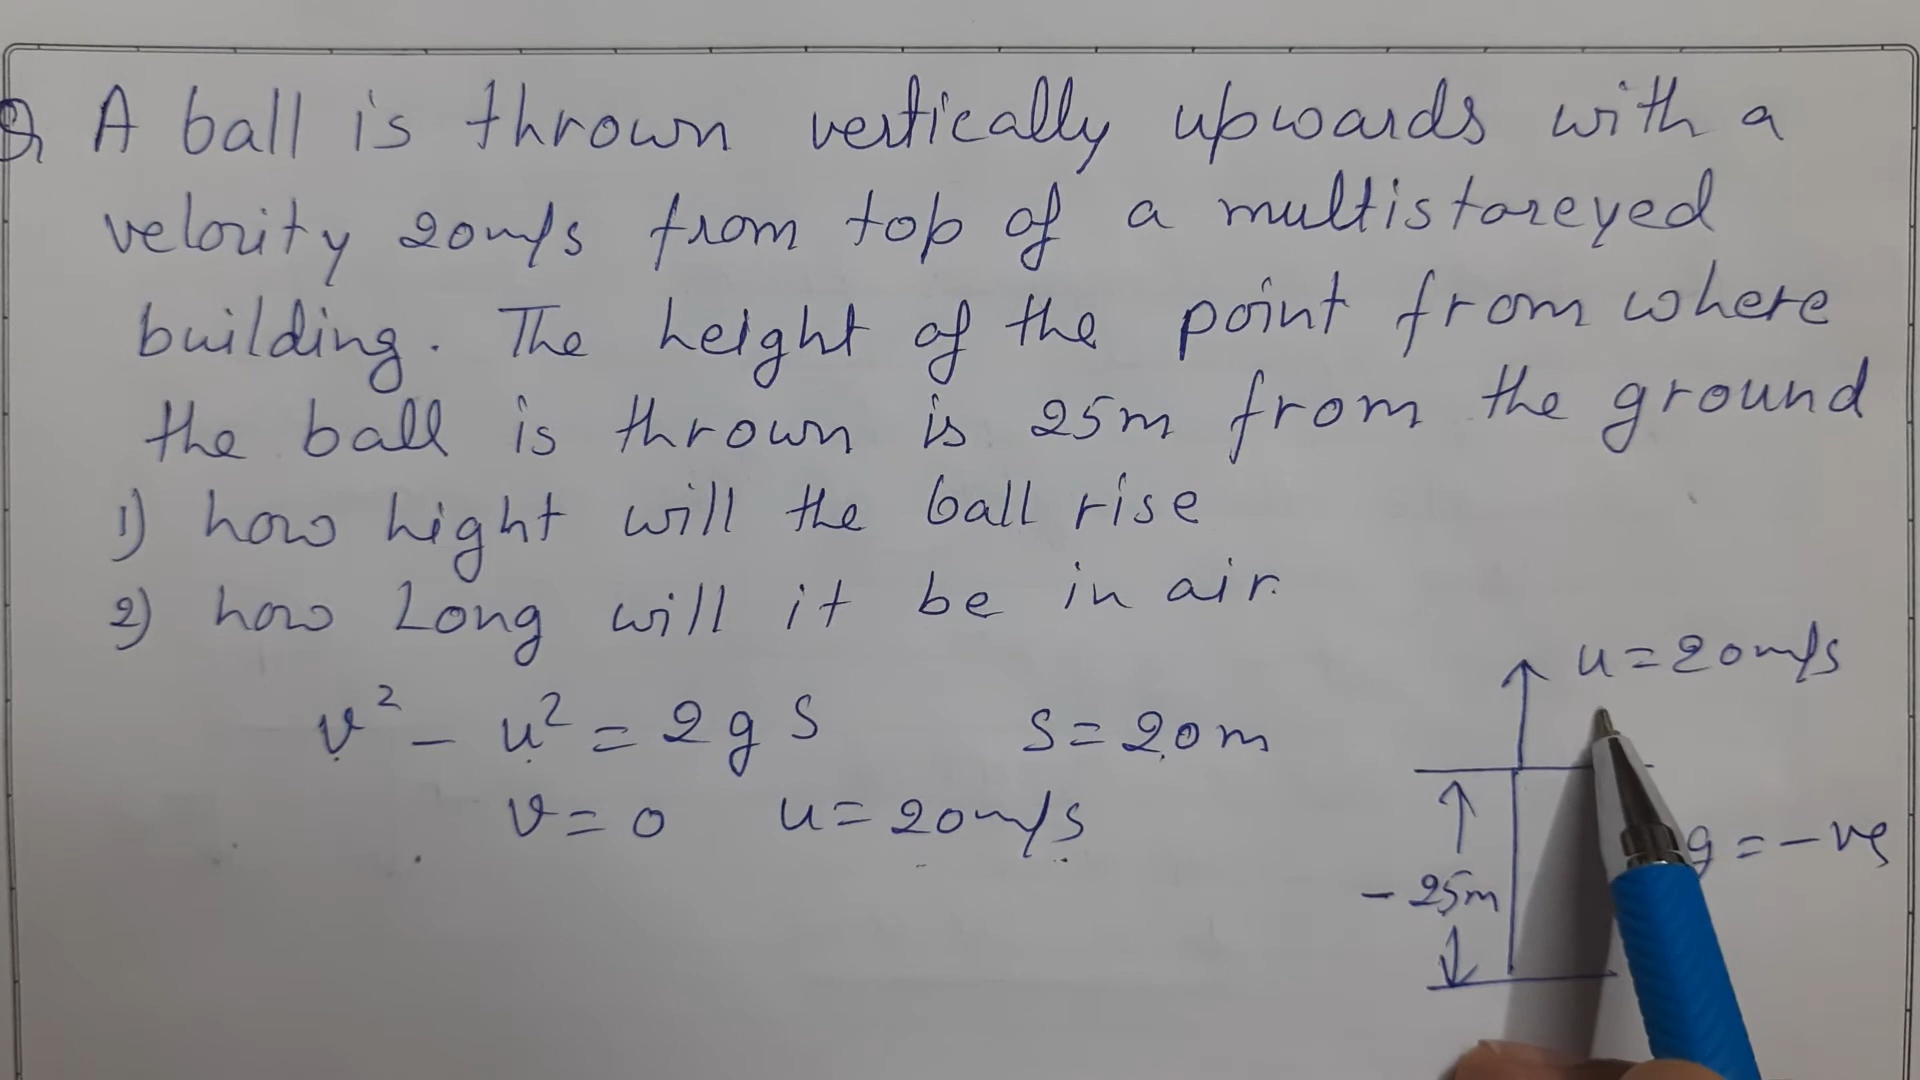 Q A ball is thrown vertically upwards with a
velocity 20m/s from top of a multistoreyed
building. The height of the point from where
the ball is thrown is 25m from the ground
1) how hight will the ball rise
2) how Long will it be in air.
u = 20m/s
v² - u² = 2gS S = 20m
v = 0 u = 20m/s
g = -ve
- 25m